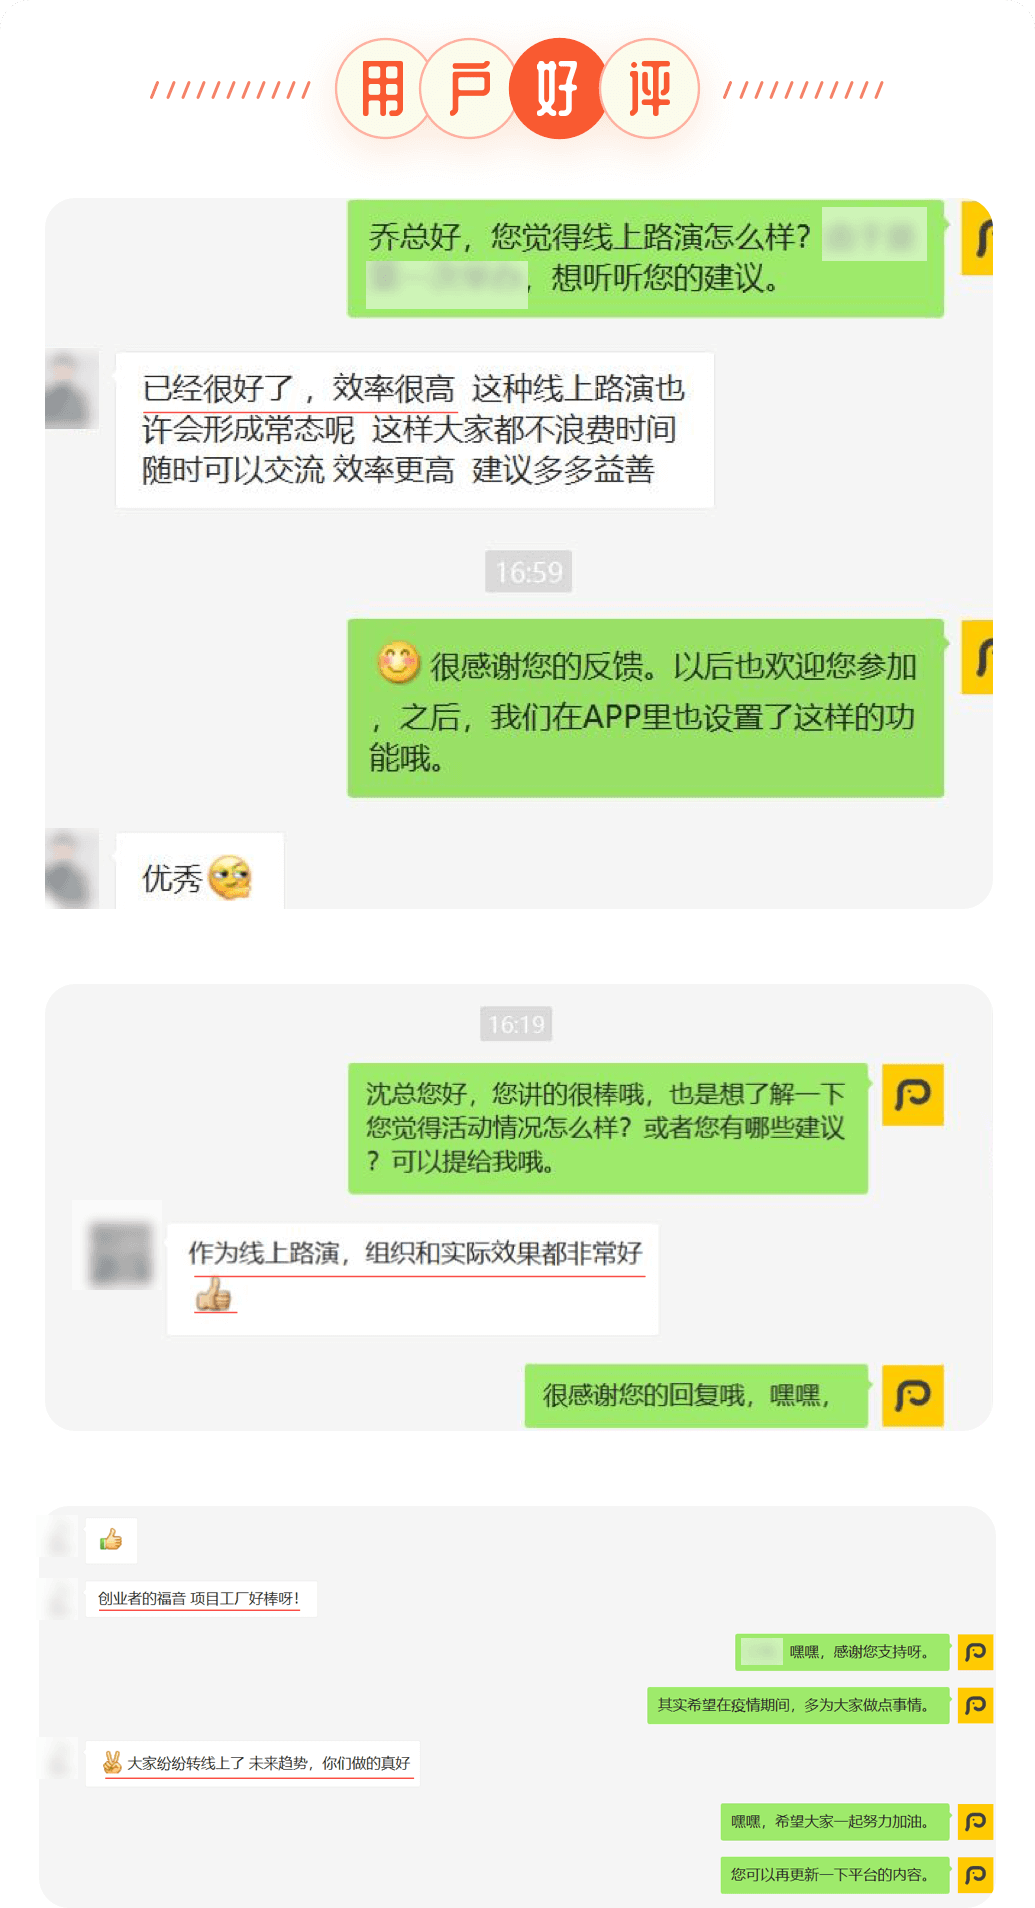 用户好评
乔总好，您觉得线上路演怎么样？
，想听听您的建议。
已经很好了， 效率很高 这种线上路演也
许会形成常态呢 这样大家都不浪费时间
随时可以交流 效率更高 建议多多益善
16:59
很感谢您的反馈。以后也欢迎您参加
，之后，我们在APP里也设置了这样的功
能哦。
优秀
16:19
沈总您好，您讲的很棒哦，也是想了解一下
您觉得活动情况怎么样？或者您有哪些建议
？可以提给我哦。
作为线上路演，组织和实际效果都非常好
很感谢您的回复哦，嘿嘿，
创业者的福音 项目工厂好棒呀！
嘿嘿，感谢您支持呀。
其实希望在疫情期间，多为大家做点事情。
大家纷纷转线上了 未来趋势，你们做的真好
嘿嘿，希望大家一起努力加油。
您可以再更新一下平台的内容。